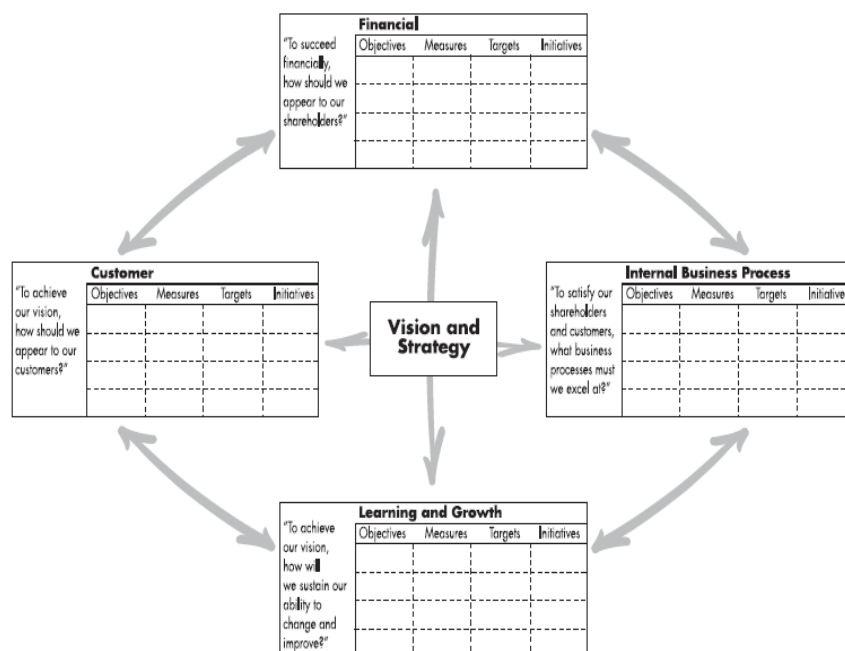 Financial
"To succeed
financially,
how should we
appear to our
shareholders?"
Objectives Measures Targets Initiatives
Customer
"To achieve
our vision,
how should we
appear to our
customers?"
Objectives Measures Targets Initiatives
Vision and
Strategy
Internal Business Process
"To satisfy our
shareholders
and customers,
what business
processes must
we excel at?"
Objectives Measures Targets Initiative
Learning and Growth
"To achieve
our vision,
how will
we sustain our
ability to
change and
improve?"
Objectives Measures Targets Initiatives